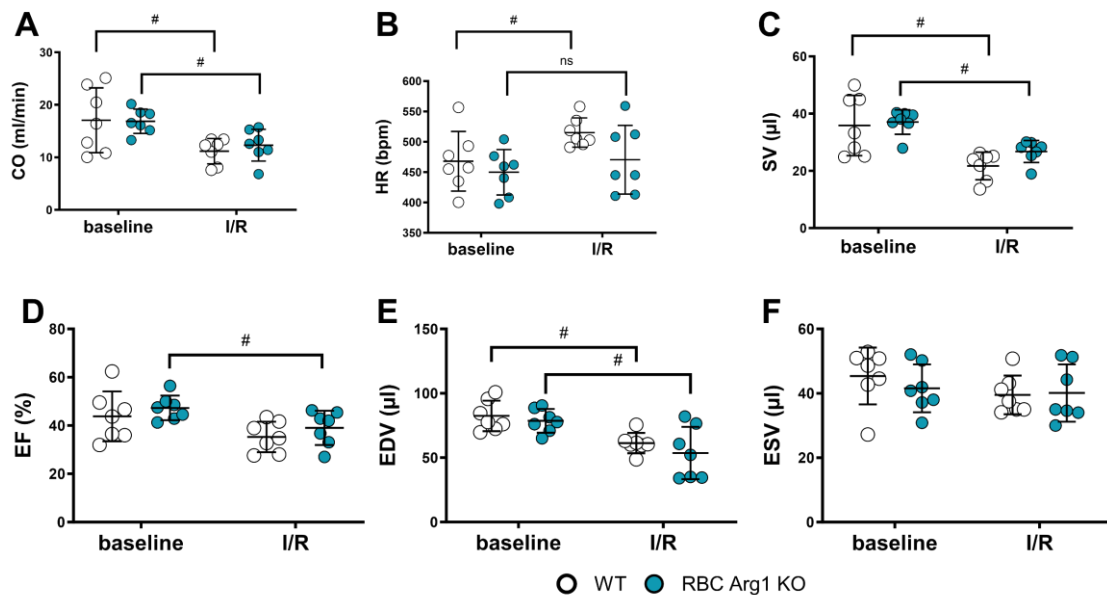 A
CO (ml/min)
30
20
10
0
#
#
baseline I/R
B
HR (bpm)
600
550
500
450
400
350
#
ns
baseline I/R
C
SV (µl)
60
40
20
0
#
#
baseline I/R
D
EF (%)
80
60
40
20
0
#
baseline I/R
E
EDV (µl)
150
100
50
0
#
#
baseline I/R
F
ESV (µl)
60
40
20
0
baseline I/R
WT RBC Arg1 KO